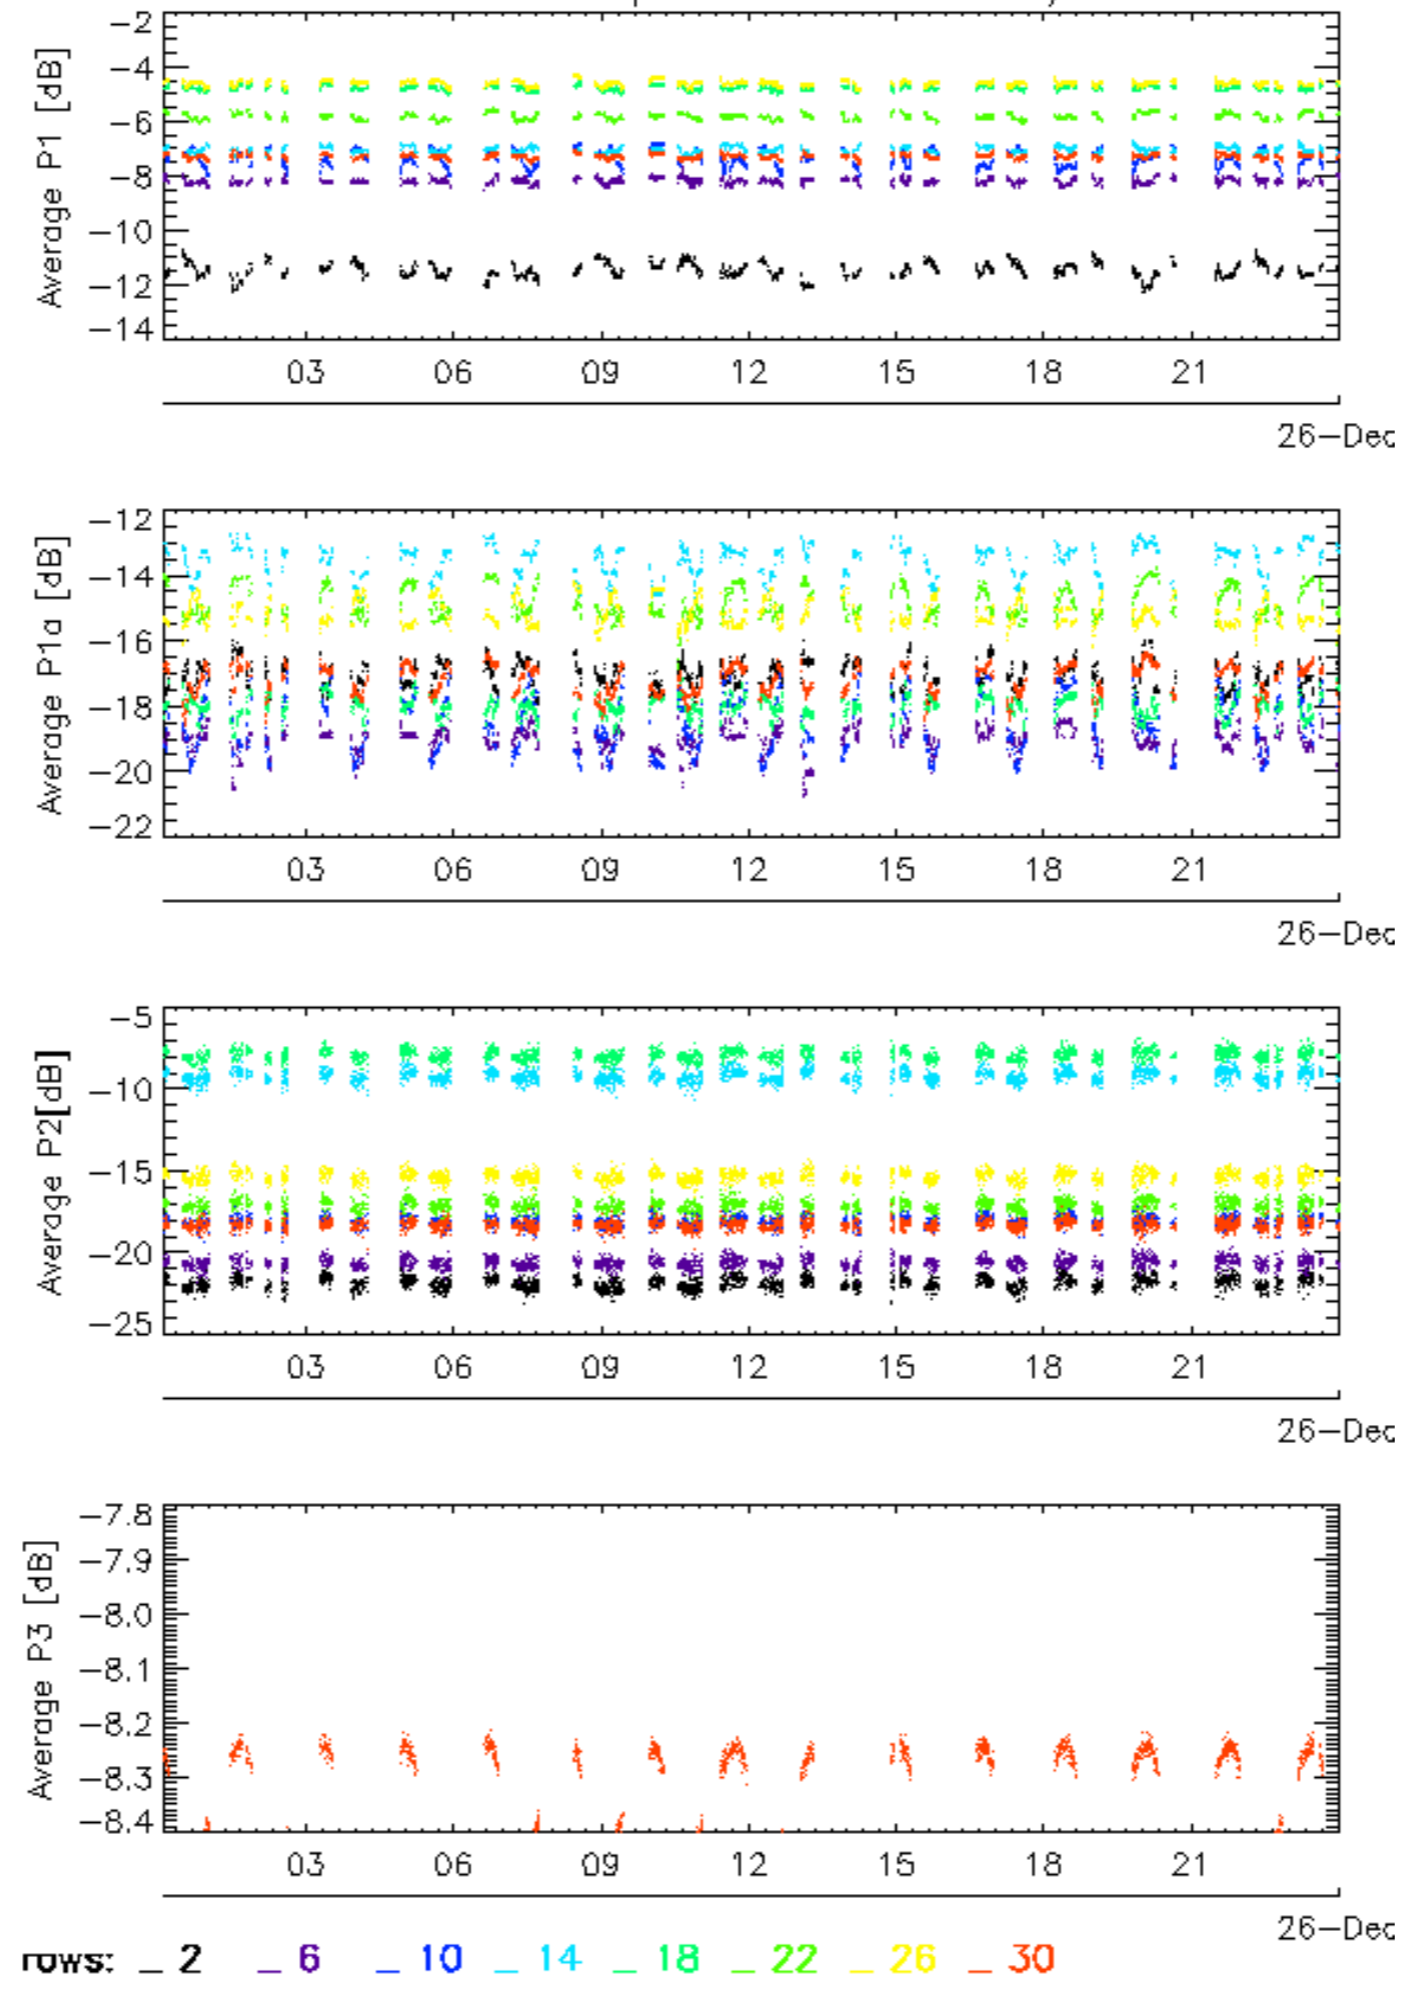 Average P1 [dB]
−2
−4
−6
−8
−10
−12
−14
03 06 09 12 15 18 21
26−Dec
Average P1a [dB]
−12
−14
−16
−18
−20
−22
03 06 09 12 15 18 21
26−Dec
Average P2[dB]
−5
−10
−15
−20
−25
03 06 09 12 15 18 21
26−Dec
Average P3 [dB]
−7.8
−7.9
−8.0
−8.1
−8.2
−8.3
−8.4
03 06 09 12 15 18 21
26−Dec
rows: _ 2 _ 6 _ 10 _ 14 _ 18 _ 22 _ 26 _ 30